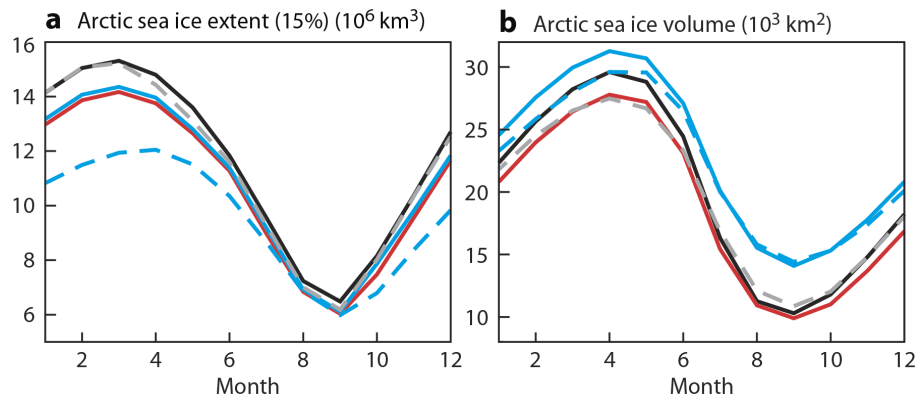 a Arctic sea ice extent (15%) (10⁶ km³)
16
14
12
10
8
6
2 4 6 8 10 12
Month
b Arctic sea ice volume (10³ km²)
30
25
20
15
10
2 4 6 8 10 12
Month